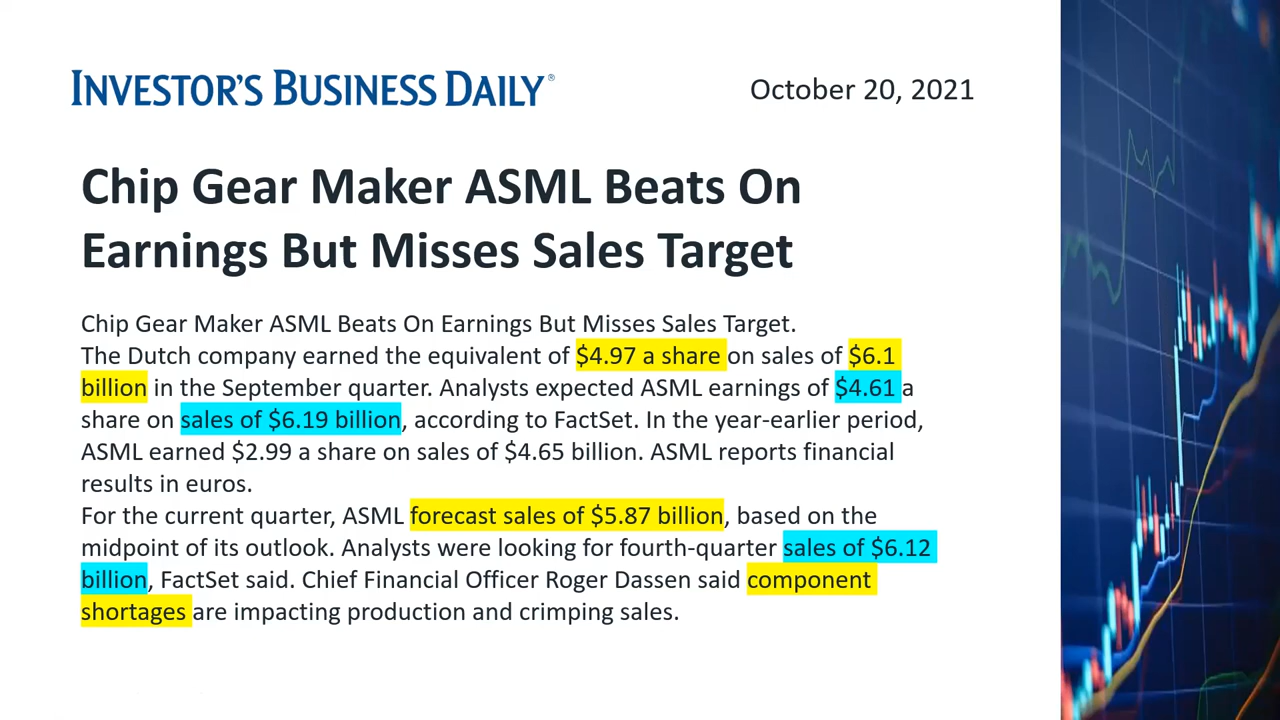 INVESTOR'S BUSINESS DAILY®
October 20, 2021
Chip Gear Maker ASML Beats On
Earnings But Misses Sales Target
Chip Gear Maker ASML Beats On Earnings But Misses Sales Target.
The Dutch company earned the equivalent of $4.97 a share on sales of $6.1
billion in the September quarter. Analysts expected ASML earnings of $4.61 a
share on sales of $6.19 billion, according to FactSet. In the year-earlier period,
ASML earned $2.99 a share on sales of $4.65 billion. ASML reports financial
results in euros.
For the current quarter, ASML forecast sales of $5.87 billion, based on the
midpoint of its outlook. Analysts were looking for fourth-quarter sales of $6.12
billion, FactSet said. Chief Financial Officer Roger Dassen said component
shortages are impacting production and crimping sales.